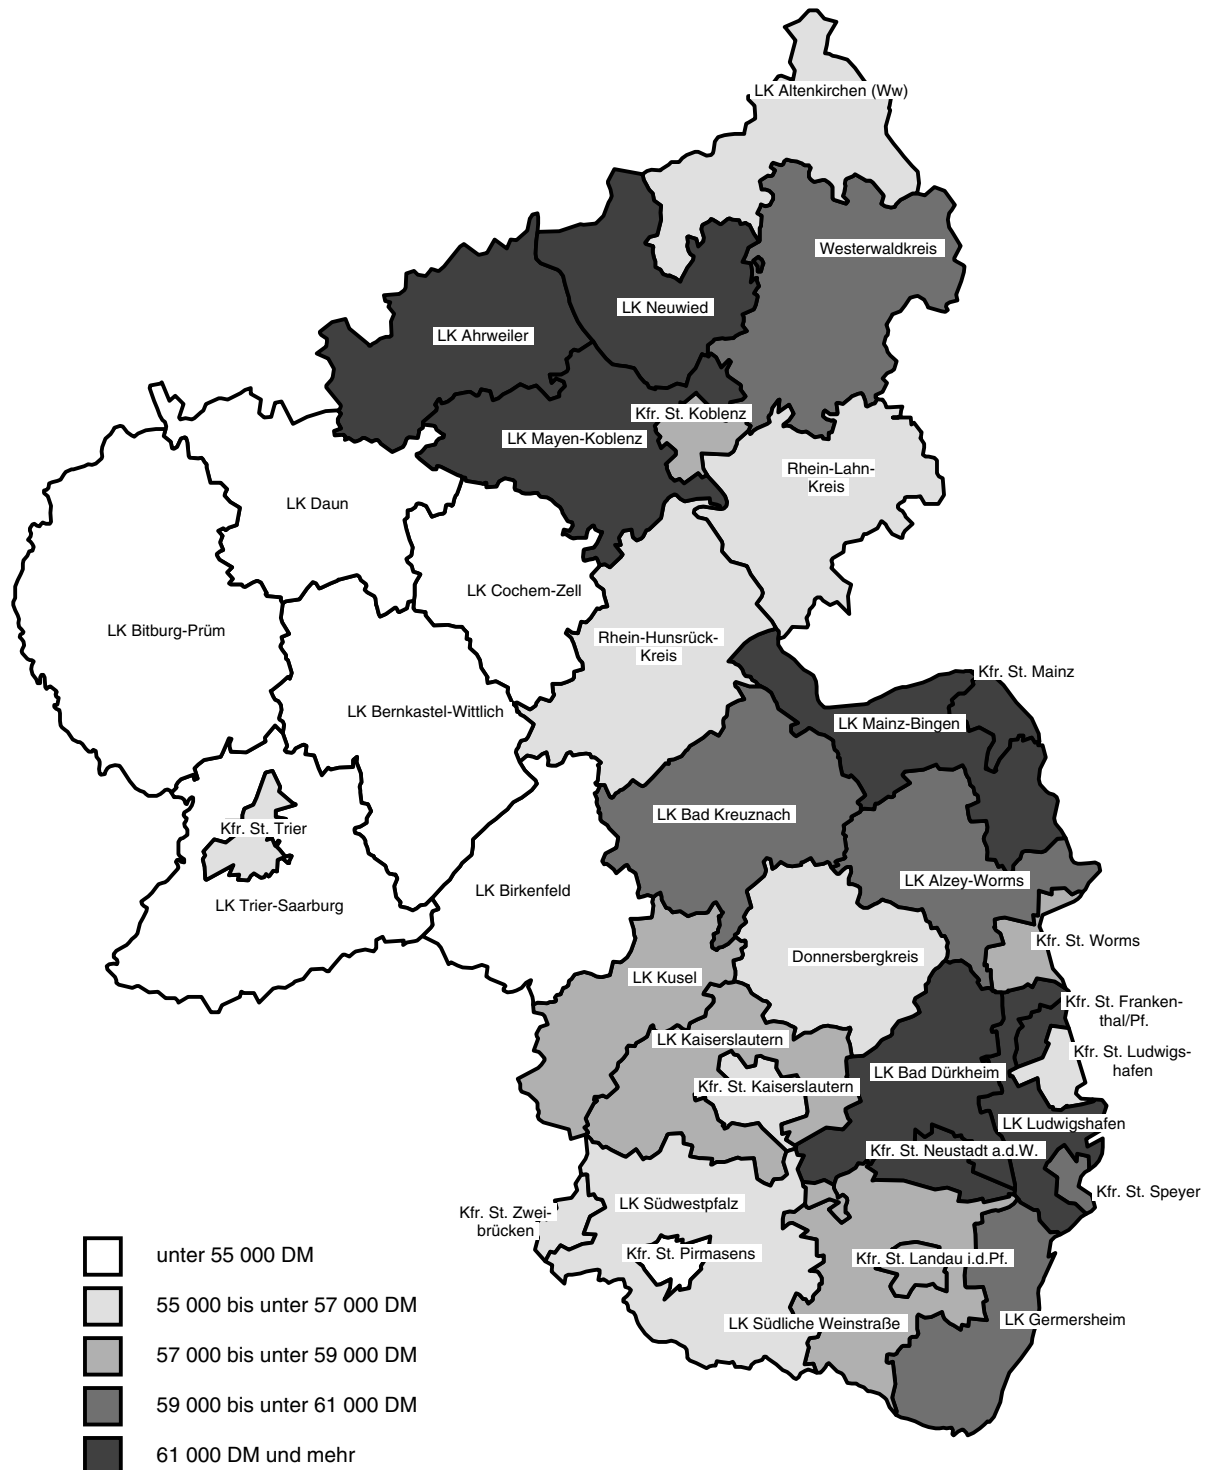 LK Altenkirchen (Ww)
Westerwaldkreis
LK Neuwied
LK Ahrweiler
Kfr. St. Koblenz
LK Mayen-Koblenz
Rhein-Lahn-
Kreis
LK Daun
LK Cochem-Zell
LK Bitburg-Prüm
Rhein-Hunsrück-
Kreis
Kfr. St. Mainz
LK Bernkastel-Wittlich
LK Mainz-Bingen
LK Bad Kreuznach
Kfr. St. Trier
LK Alzey-Worms
LK Birkenfeld
LK Trier-Saarburg
Kfr. St. Worms
Donnersbergkreis
LK Kusel
Kfr. St. Franken-
thal/Pf.
LK Kaiserslautern
Kfr. St. Ludwigs-
hafen
LK Bad Dürkheim
Kfr. St. Kaiserslautern
LK Ludwigshafen
Kfr. St. Neustadt a.d.W.
Kfr. St. Speyer
LK Südwestpfalz
Kfr. St. Zwei-
brücken
Kfr. St. Pirmasens
Kfr. St. Landau i.d.Pf.
LK Südliche Weinstraße
LK Germersheim
unter 55 000 DM
55 000 bis unter 57 000 DM
57 000 bis unter 59 000 DM
59 000 bis unter 61 000 DM
61 000 DM und mehr